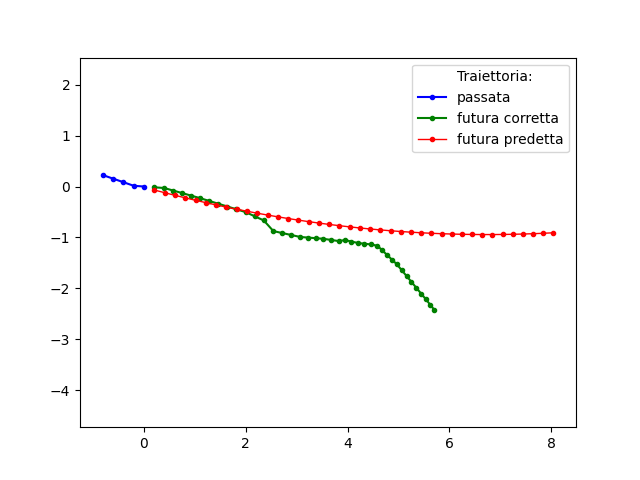 Traiettoria:
passata
futura corretta
futura predetta
2
1
0
−1
−2
−3
−4
0 2 4 6 8